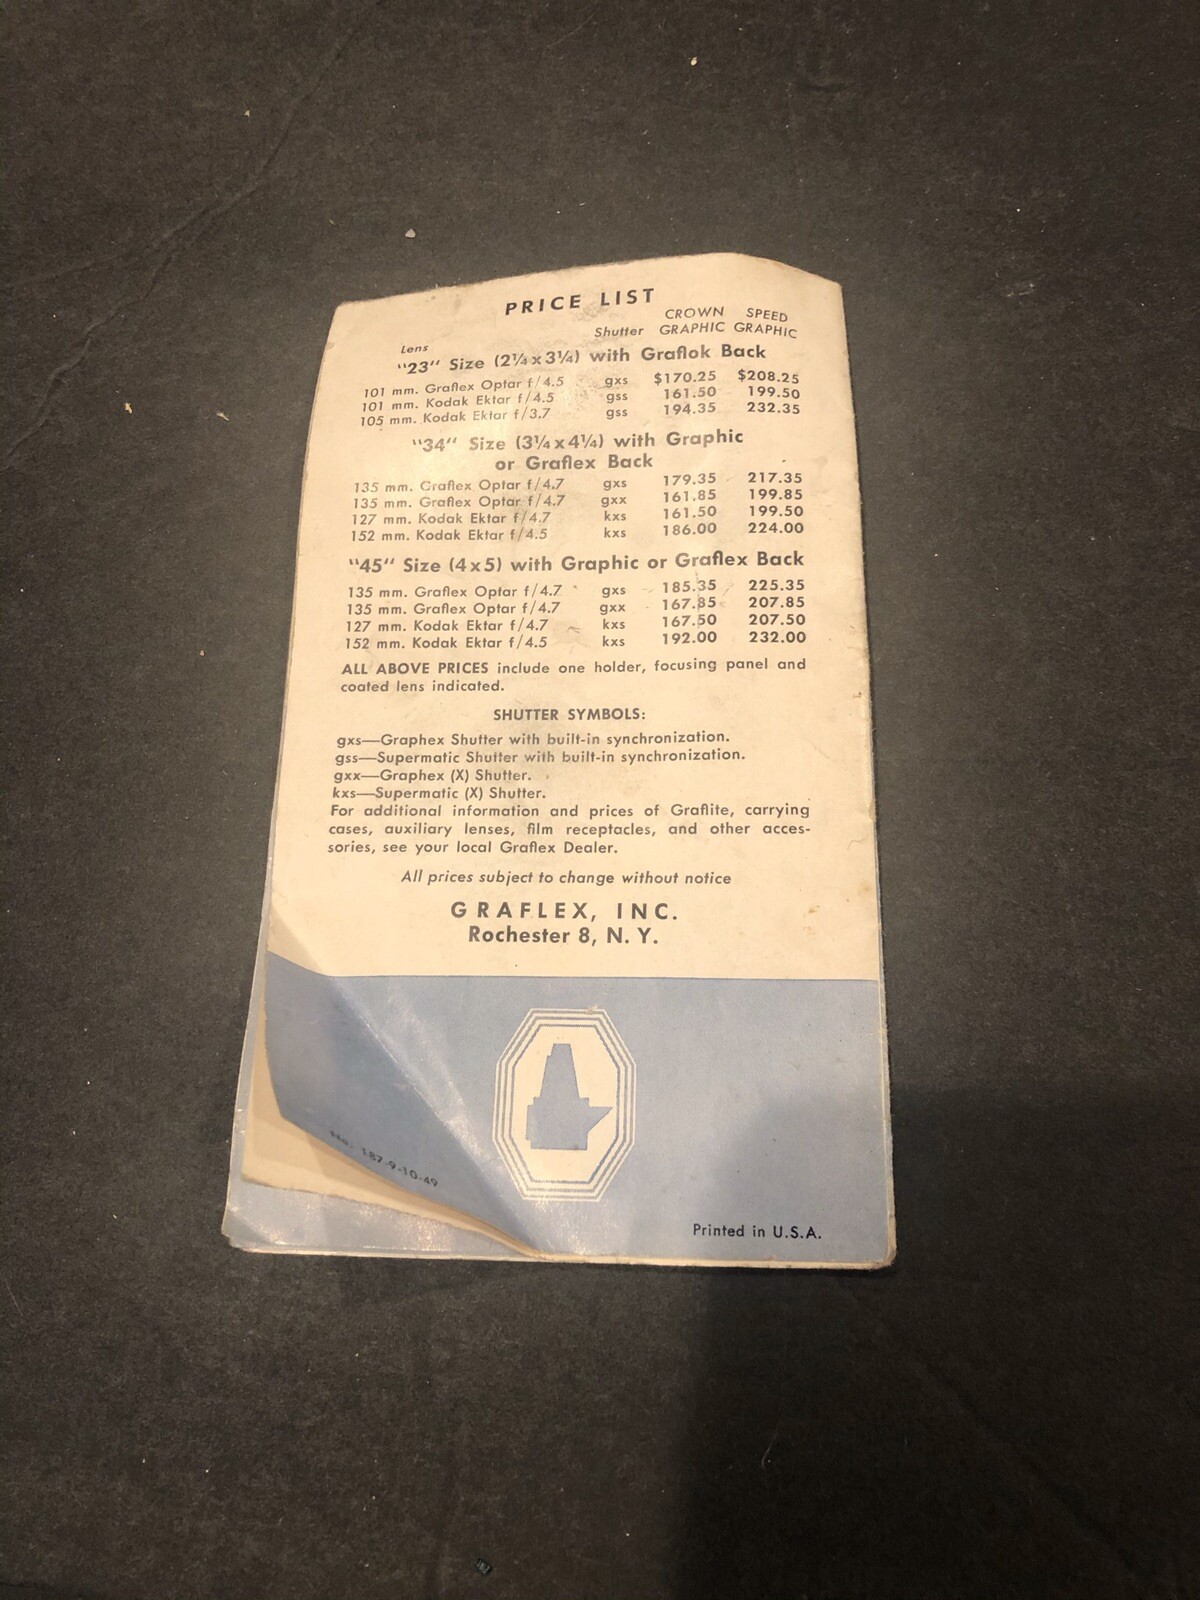 PRICE LIST
CROWN SPEED
Lens Shutter GRAPHIC GRAPHIC
"23" Size (2¼ x 3¼) with Graflok Back
101 mm. Graflex Optar f/4.5 gxs $170.25 $208.25
101 mm. Kodak Ektar f/4.5 gss 161.50 199.50
105 mm. Kodak Ektar f/3.7 gss 194.35 232.35
"34" Size (3¼ x 4¼) with Graphic
or Graflex Back
135 mm. Graflex Optar f/4.7 gxs 179.35 217.35
135 mm. Graflex Optar f/4.7 gxx 161.85 199.85
127 mm. Kodak Ektar f/4.7 kxs 161.50 199.50
152 mm. Kodak Ektar f/4.5 kxs 186.00 224.00
"45" Size (4 x 5) with Graphic or Graflex Back
135 mm. Graflex Optar f/4.7 gxs 185.35 225.35
135 mm. Graflex Optar f/4.7 gxx 167.85 207.85
127 mm. Kodak Ektar f/4.7 kxs 167.50 207.50
152 mm. Kodak Ektar f/4.5 kxs 192.00 232.00
ALL ABOVE PRICES include one holder, focusing panel and
coated lens indicated.
SHUTTER SYMBOLS:
gxs—Graphex Shutter with built-in synchronization.
gss—Supermatic Shutter with built-in synchronization.
gxx—Graphex (X) Shutter.
kxs—Supermatic (X) Shutter.
For additional information and prices of Graflite, carrying
cases, auxiliary lenses, film receptacles, and other acces-
sories, see your local Graflex Dealer.
All prices subject to change without notice
GRAFLEX, INC.
Rochester 8, N. Y.
No. 187-9-10-49
Printed in U.S.A.